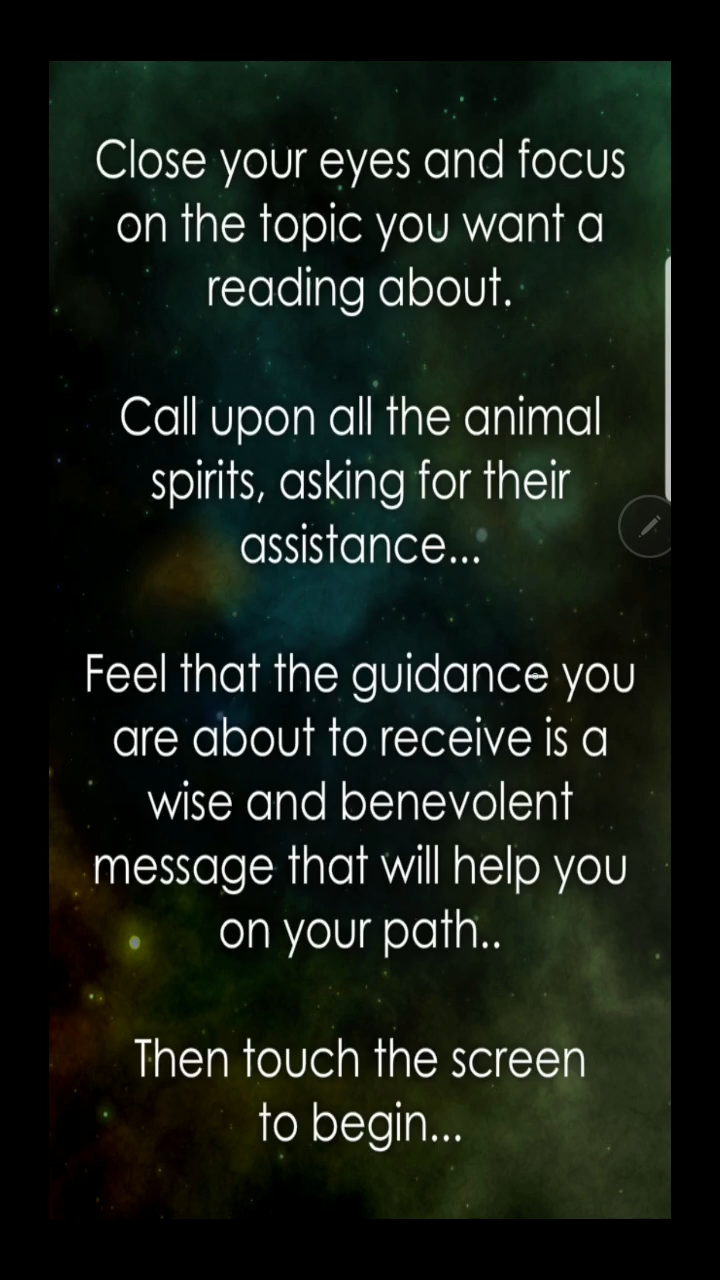 Close your eyes and focus
on the topic you want a
reading about.
Call upon all the animal
spirits, asking for their
assistance...
Feel that the guidance you
are about to receive is a
wise and benevolent
message that will help you
on your path..
Then touch the screen
to begin...